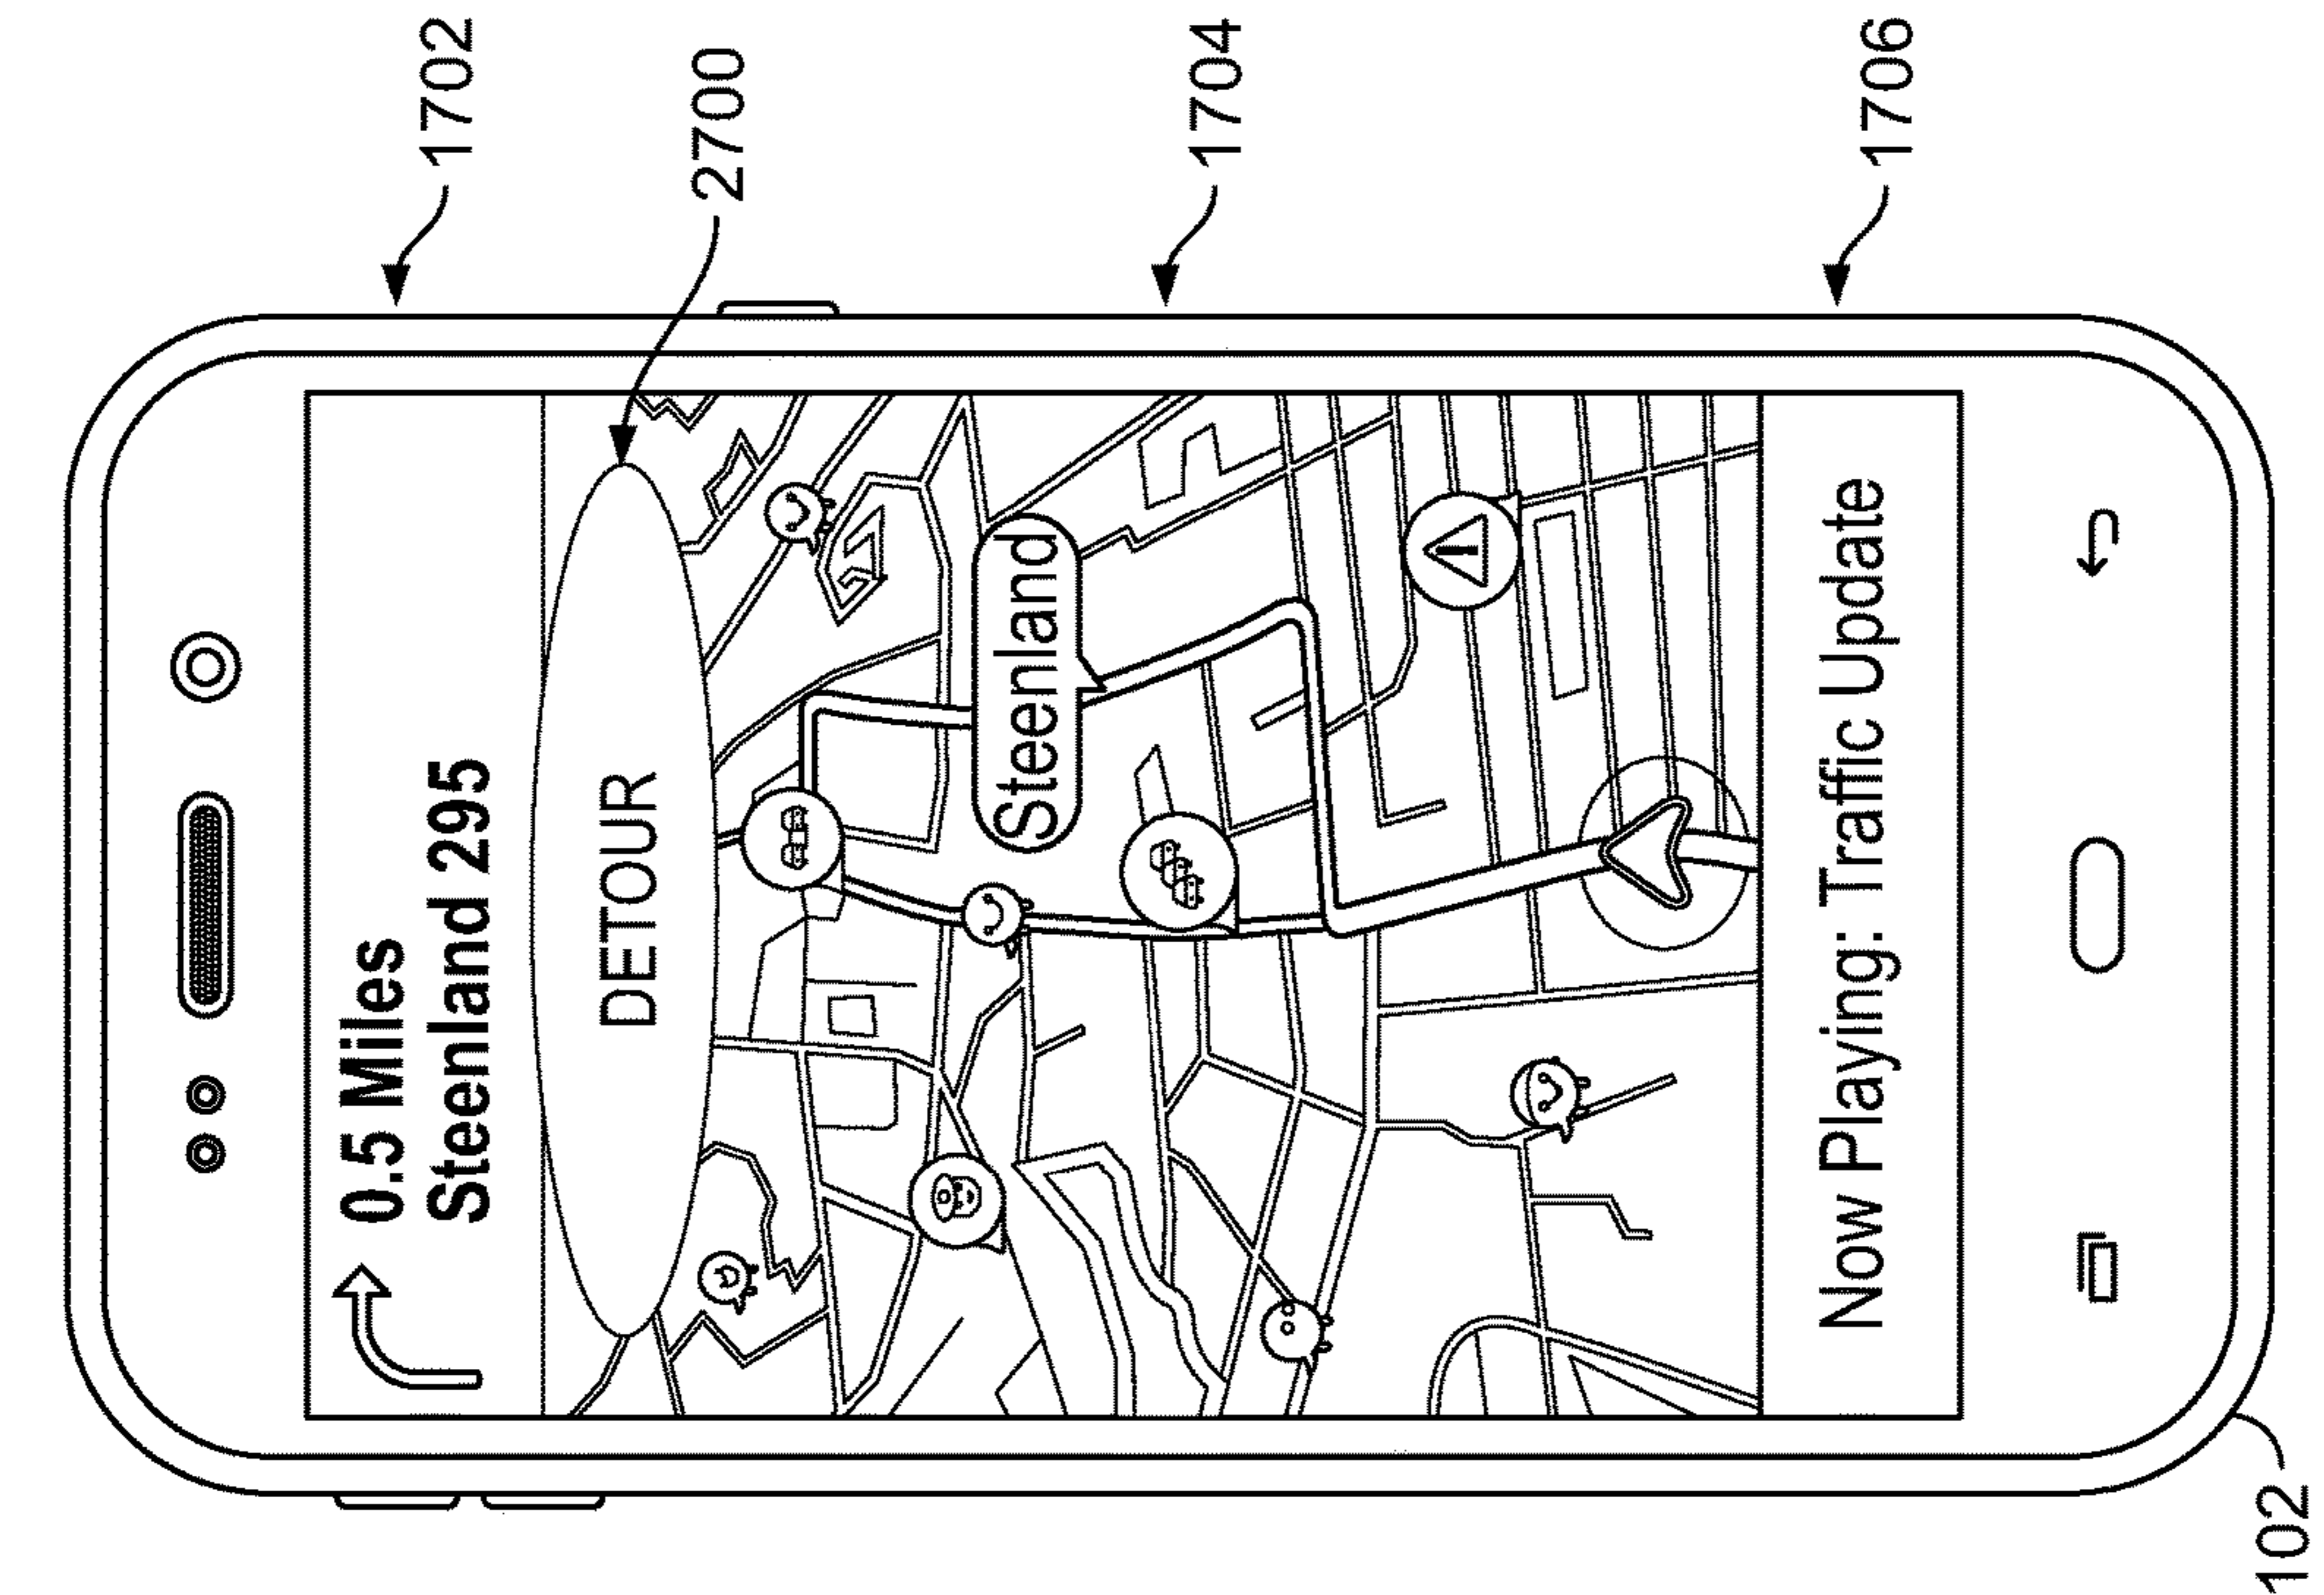 1702
0.5 Miles
Steenland 295
2700
DETOUR
Steenland
1704
Now Playing: Traffic Update
1706
102